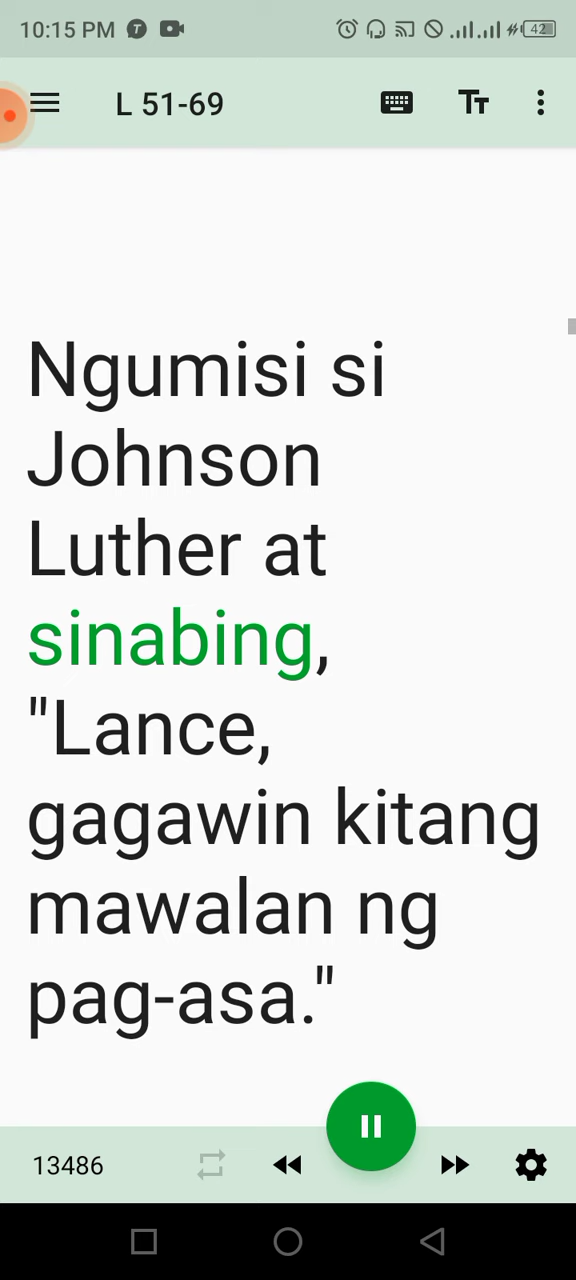 10:15 PM
42
L 51-69
Ngumisi si
Johnson
Luther at
sinabing,
"Lance,
gagawin kitang
mawalan ng
pag-asa."
13486